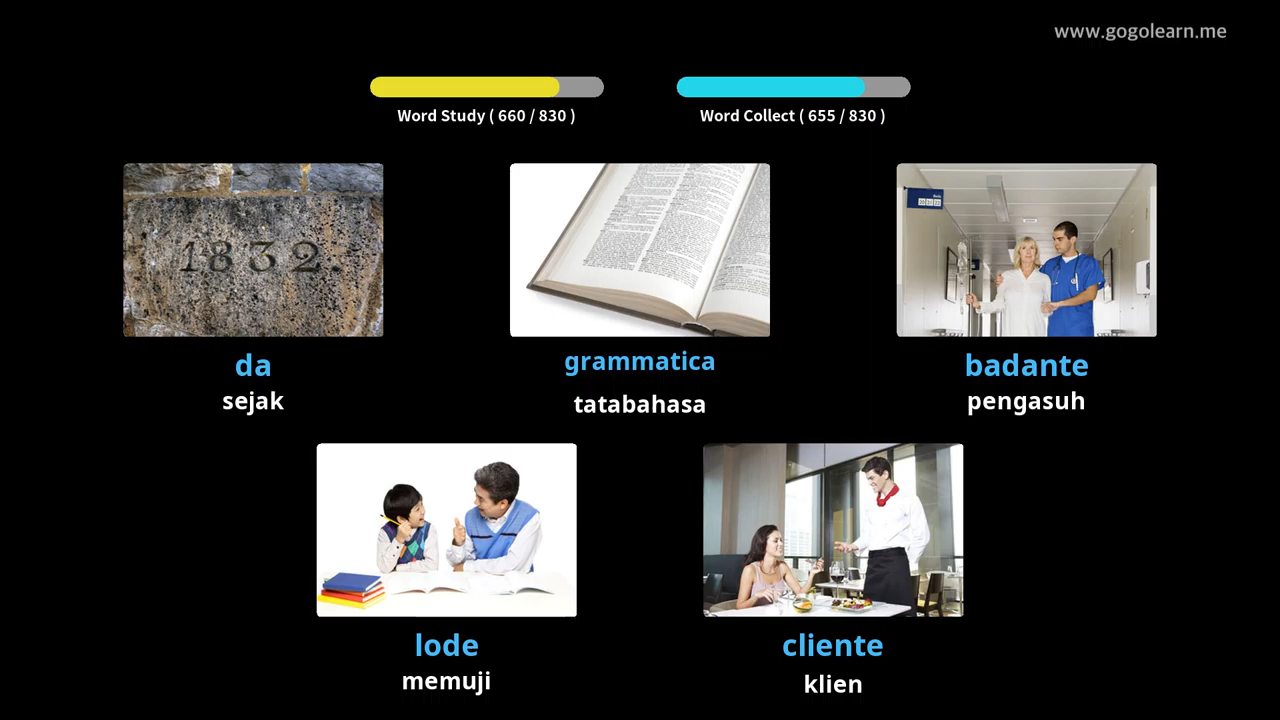 www.gogolearn.me
Word Study ( 660 / 830 )
Word Collect ( 655 / 830 )
1832.
da
sejak
grammatica
tatabahasa
badante
pengasuh
lode
memuji
cliente
klien